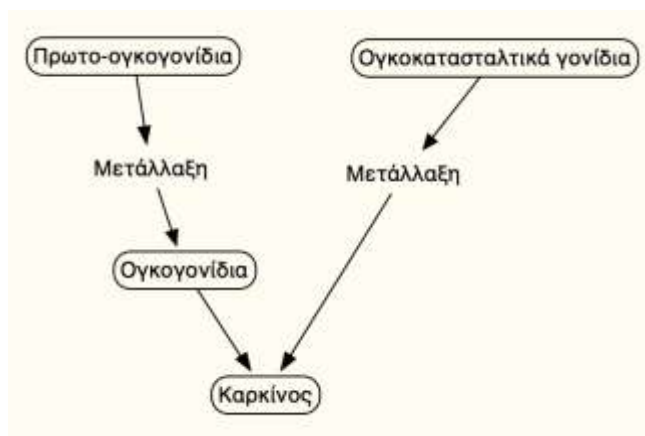 Πρωτο-ογκογονίδια
Ογκοκατασταλτικά γονίδια
Μετάλλαξη
Μετάλλαξη
Ογκογονίδια
Καρκίνος